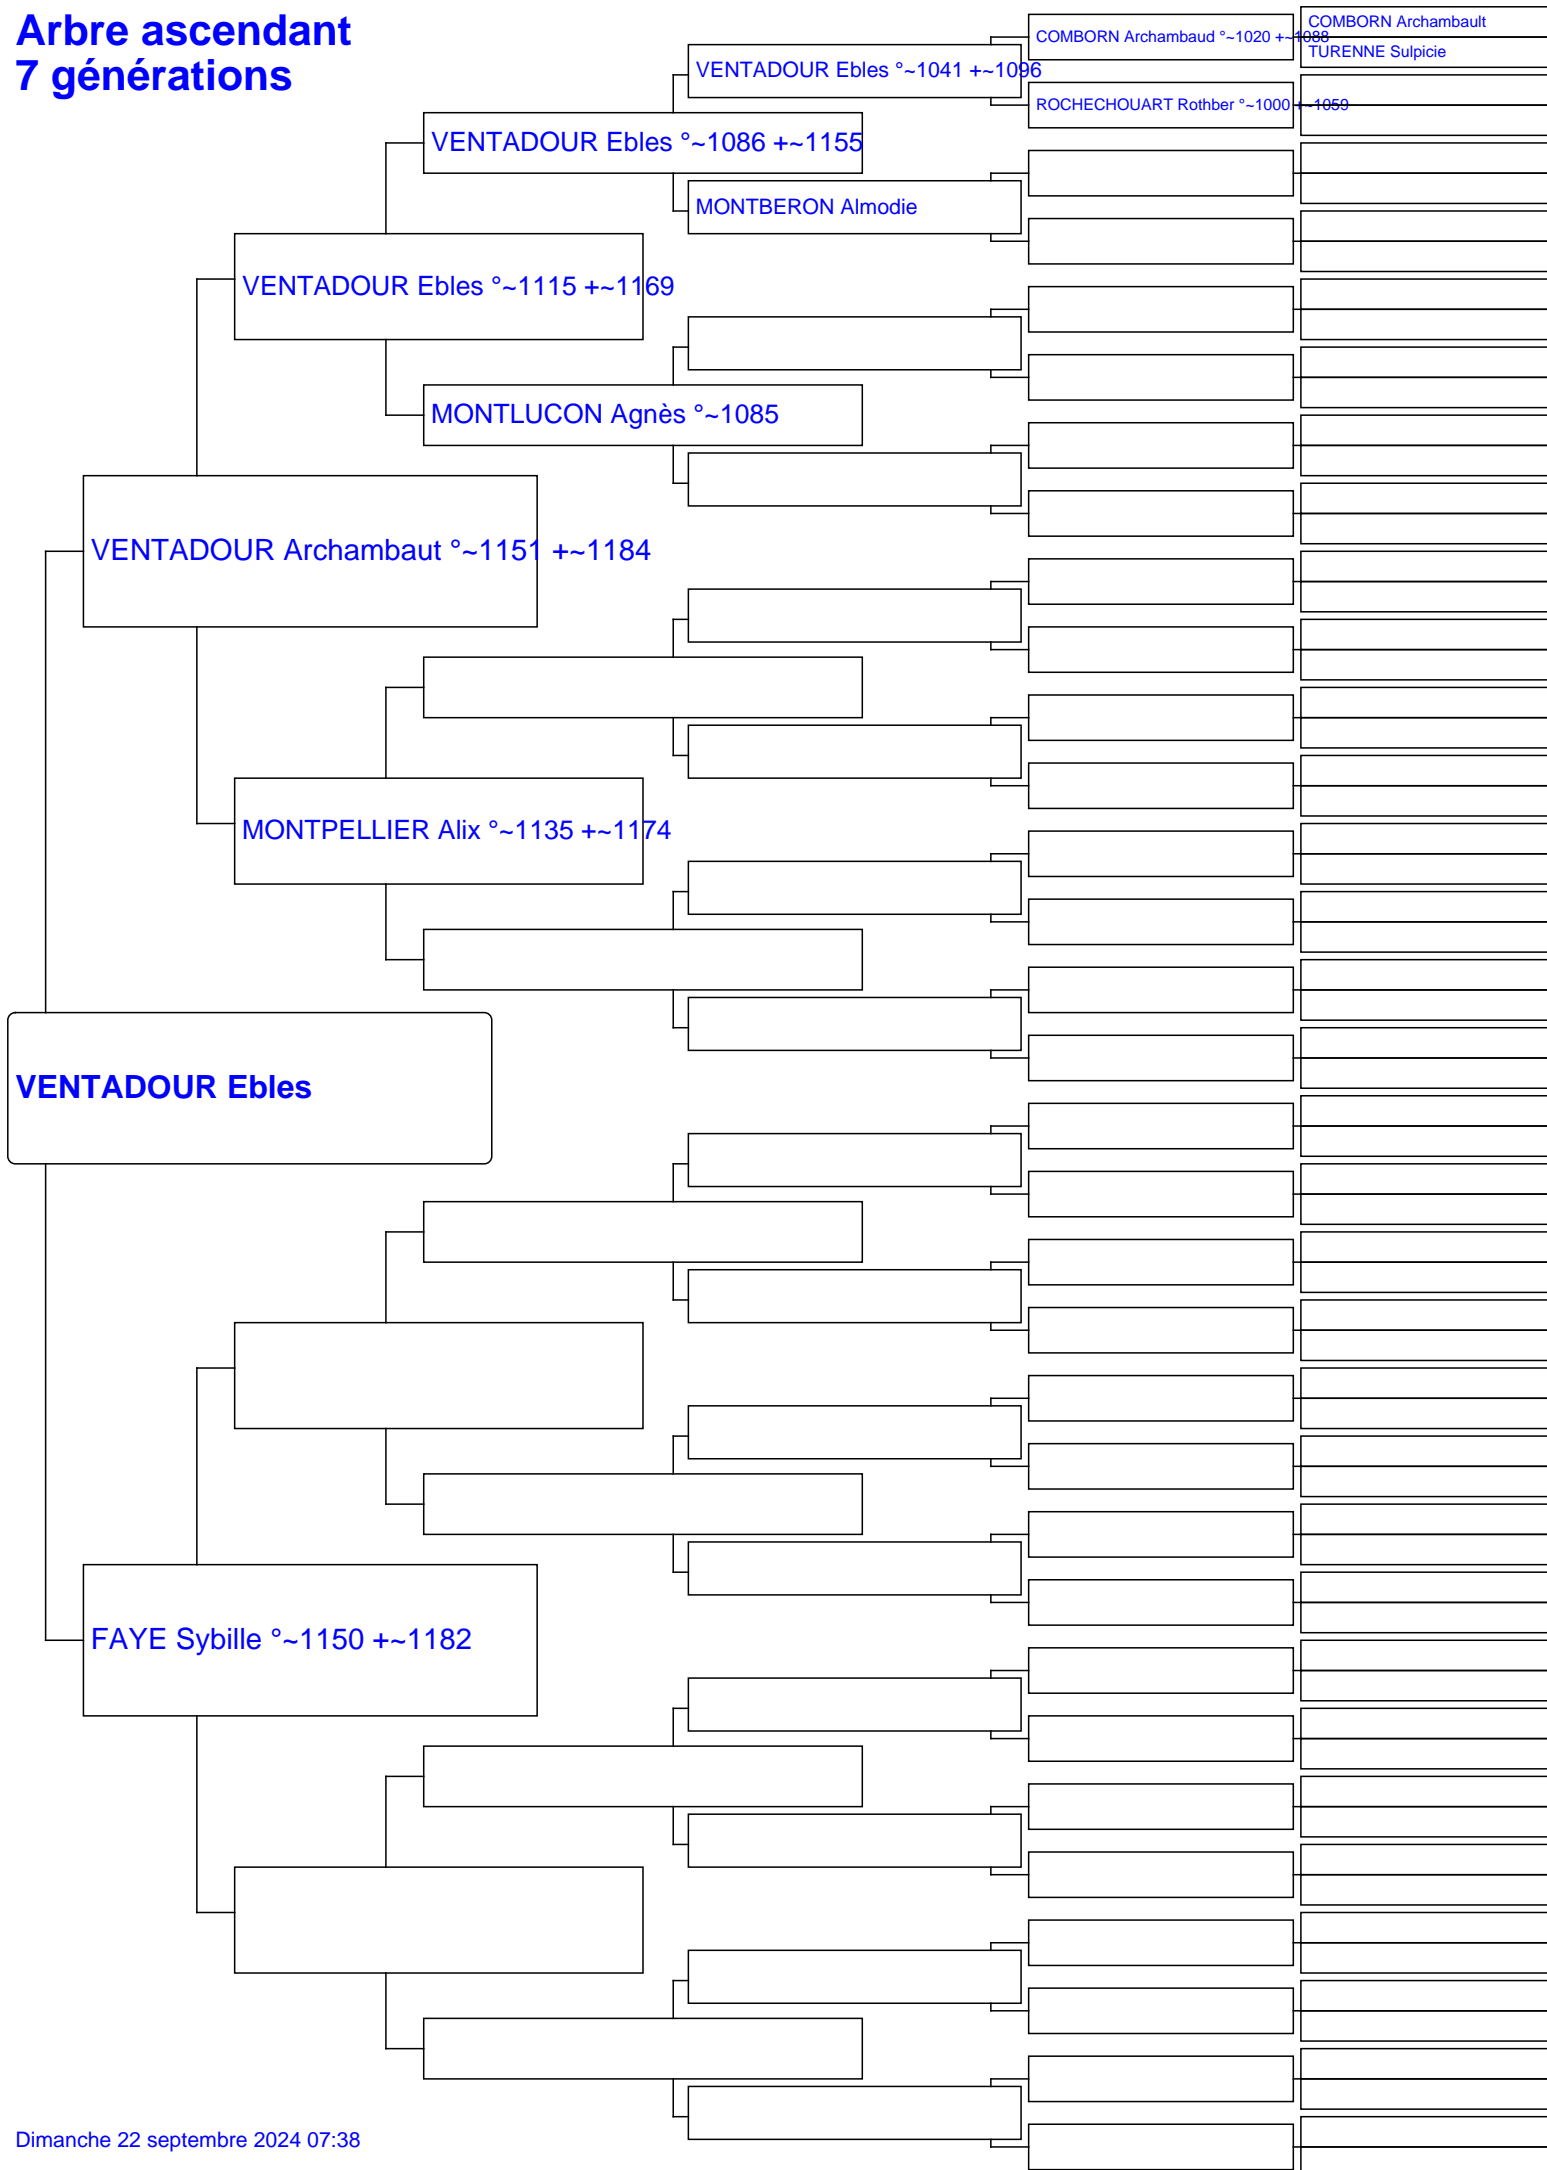 Arbre ascendant
7 générations
COMBORN Archambault
COMBORN Archambaud °~1020 +~1088
TURENNE Sulpicie
VENTADOUR Ebles °~1041 +~1096
ROCHECHOUART Rothber °~1000 +~1059
VENTADOUR Ebles °~1086 +~1155
MONTBERON Almodie
VENTADOUR Ebles °~1115 +~1169
MONTLUCON Agnès °~1085
VENTADOUR Archambaut °~1151 +~1184
MONTPELLIER Alix °~1135 +~1174
VENTADOUR Ebles
FAYE Sybille °~1150 +~1182
Dimanche 22 septembre 2024 07:38